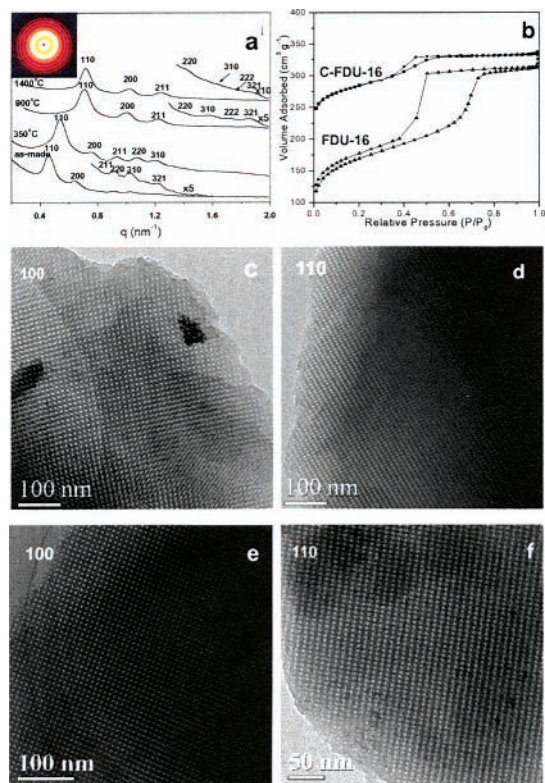 a
↓
110
1400°C
200
211
220
310
222
321
x10
110
900°C
200
211
220
310
222
321
x5
110
350°C
200
211
220
310
110
as-made
200
211
220
310
321
x5
0.4
0.8
1.2
1.6
2.0
q (nm⁻¹)
b
Volume Adsorbed (cm³ g⁻¹)
400
350
300
250
200
150
100
C-FDU-16
FDU-16
0.0
0.2
0.4
0.6
0.8
1.0
Relative Pressure (P/P₀)
100
c
100 nm
110
d
100 nm
100
e
100 nm
110
f
50 nm